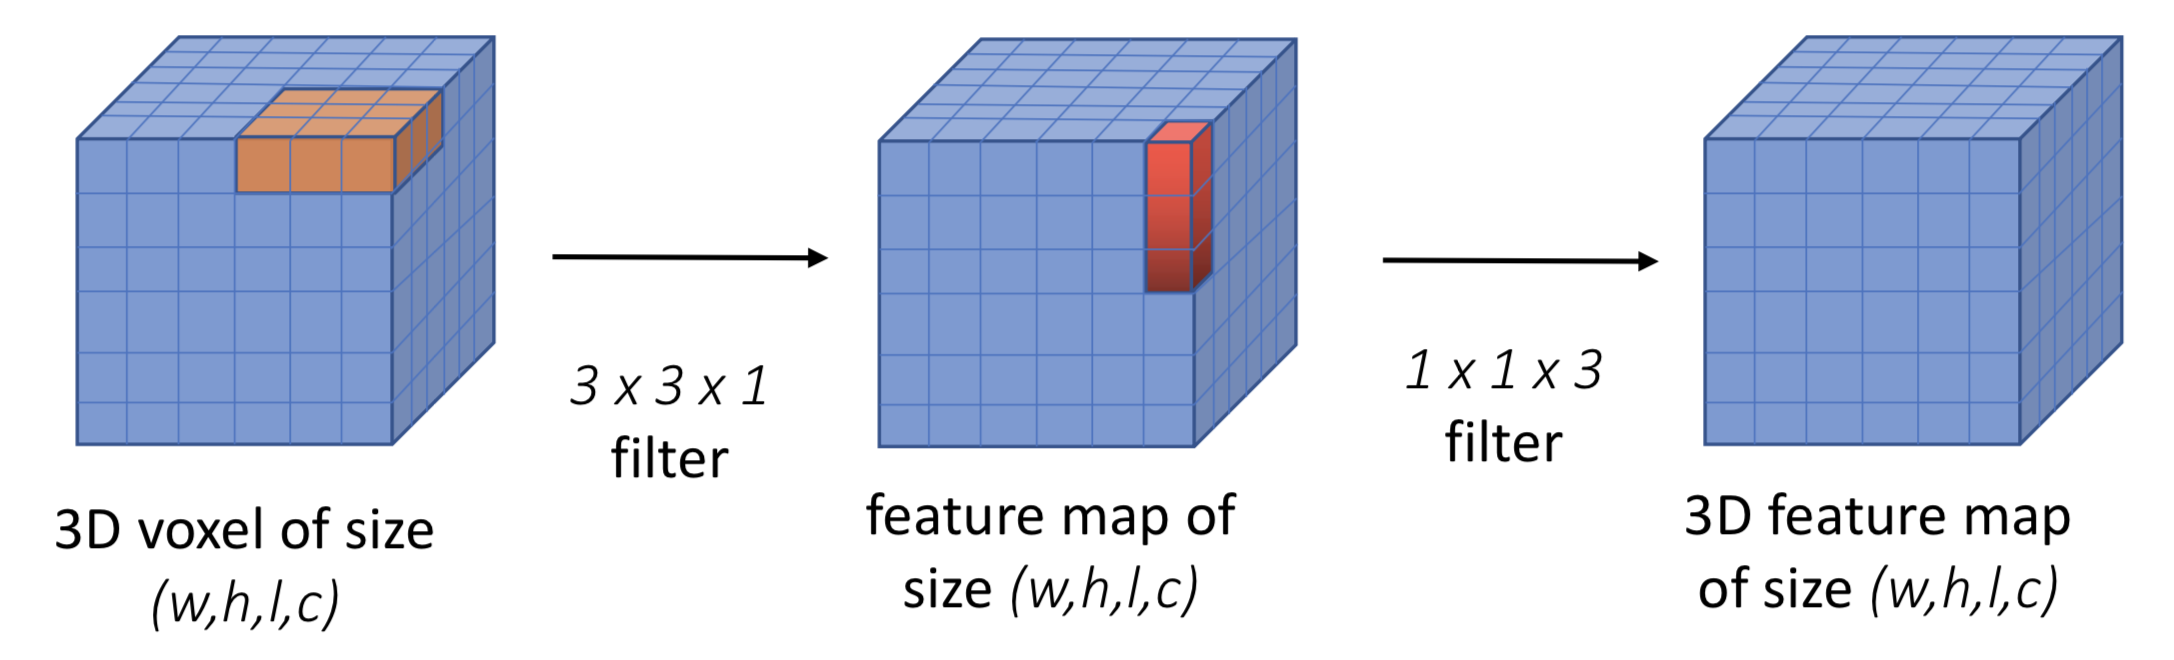 3 x 3 x 1
filter
1 x 1 x 3
filter
3D voxel of size
(w,h,l,c)
feature map of
size (w,h,l,c)
3D feature map
of size (w,h,l,c)